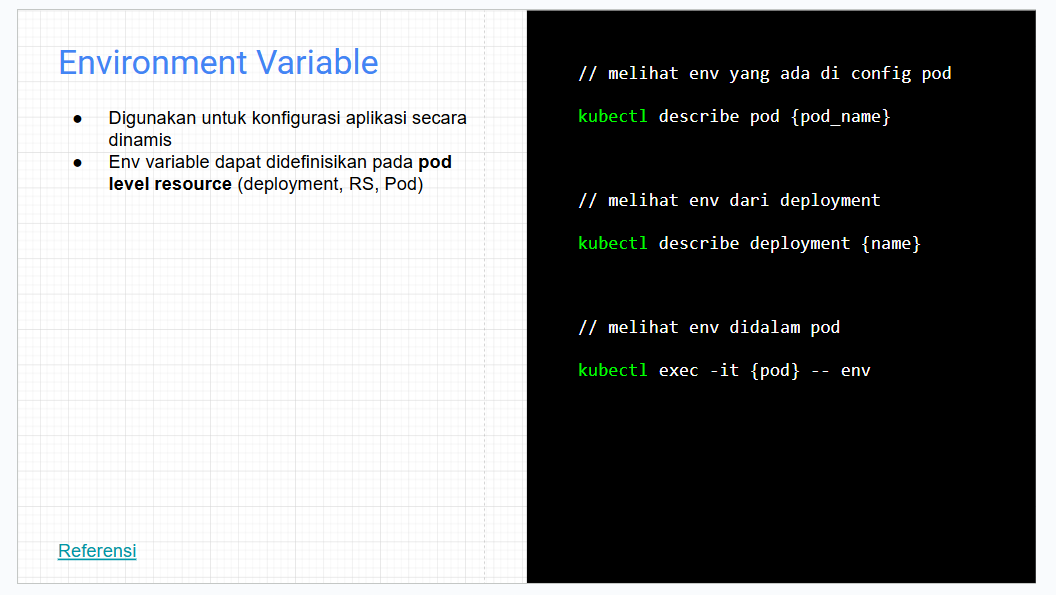 Environment Variable
● Digunakan untuk konfigurasi aplikasi secara
dinamis
● Env variable dapat didefinisikan pada pod
level resource (deployment, RS, Pod)
Referensi
// melihat env yang ada di config pod
kubectl describe pod {pod_name}
// melihat env dari deployment
kubectl describe deployment {name}
// melihat env didalam pod
kubectl exec -it {pod} -- env